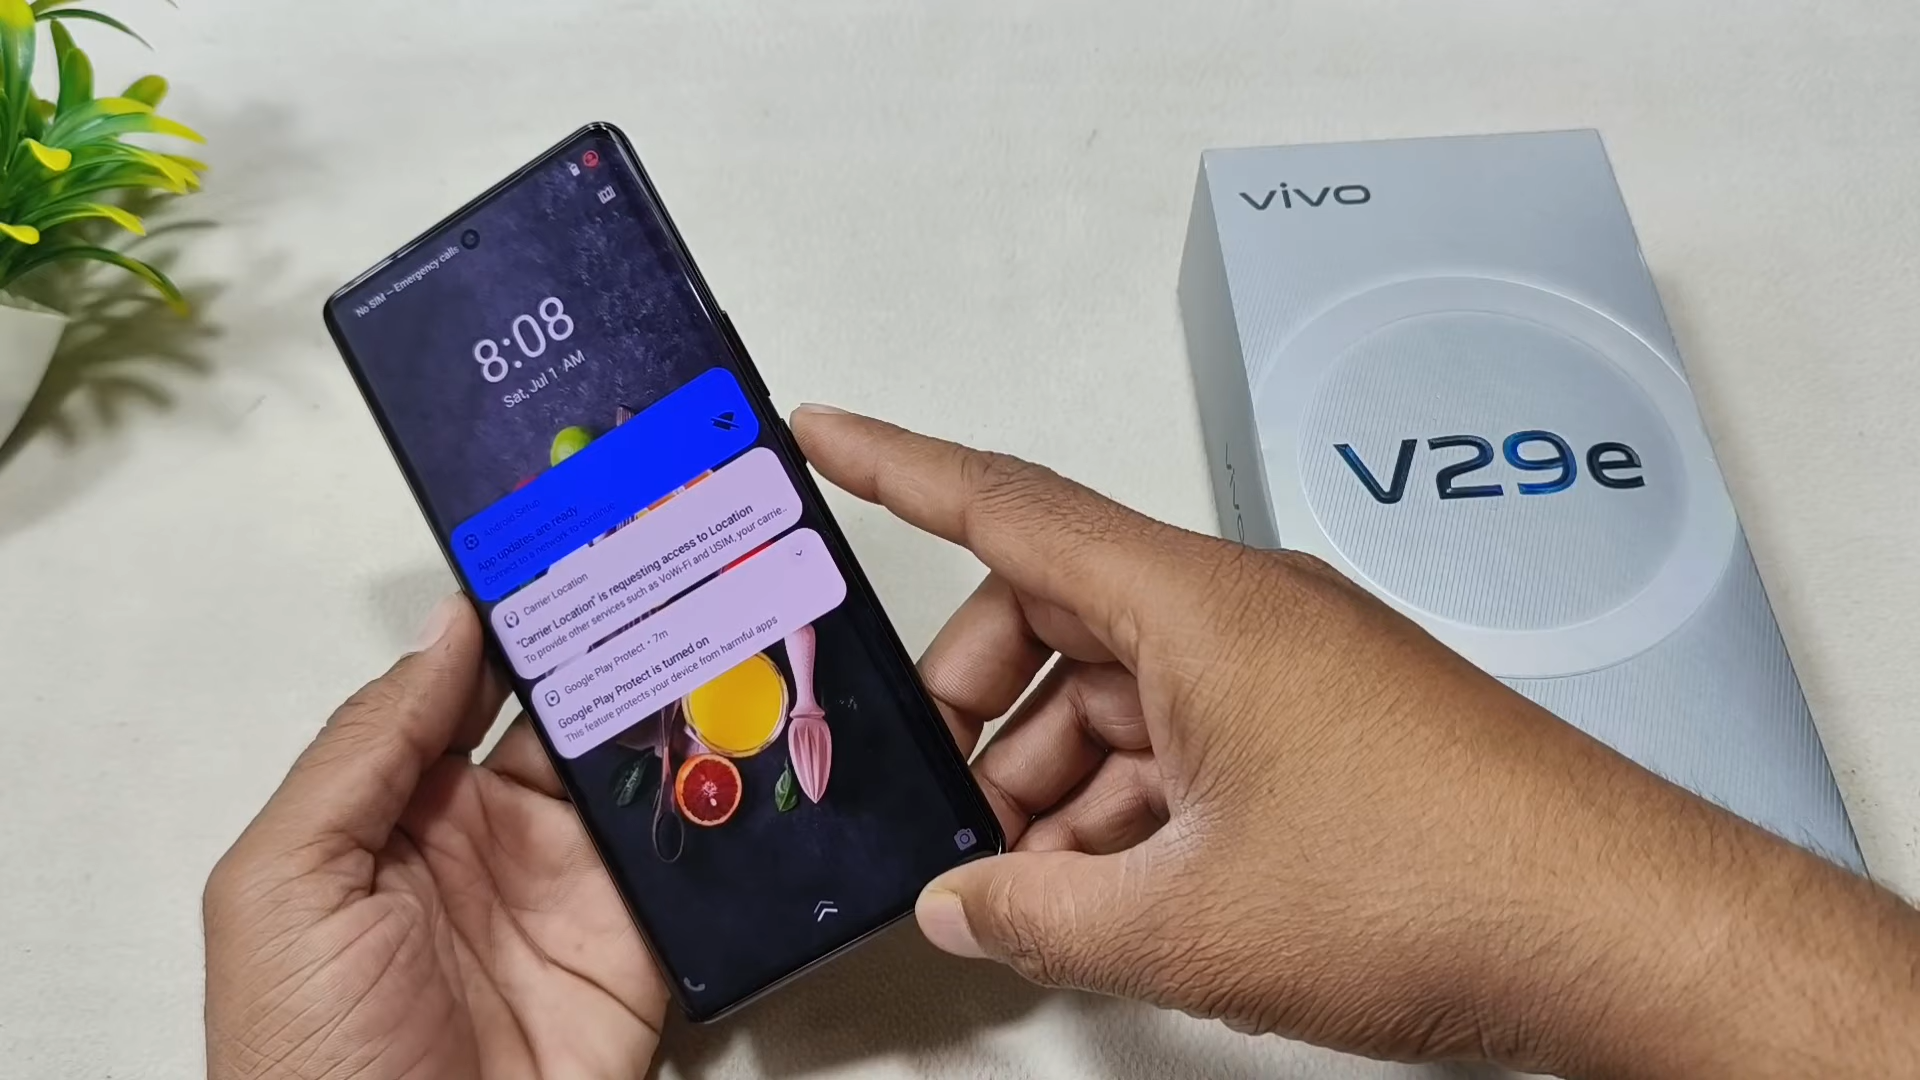 No SIM – Emergency calls
8:08
Sat, Jul 1 AM
Android Setup
App updates are ready
Connect to a network to continue
Carrier Location
"Carrier Location" is requesting access to Location
To provide other services such as VoWi-Fi and USIM, your carrie...
Google Play Protect • 7m
Google Play Protect is turned on
This feature protects your device from harmful apps
vivo
V29e